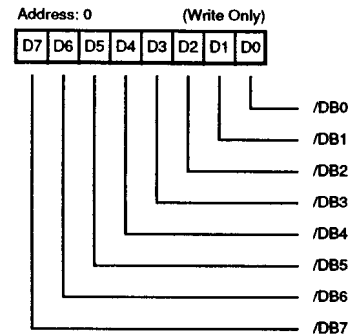 Address: 0 (Write Only)
D7 D6 D5 D4 D3 D2 D1 D0
/DB0
/DB1
/DB2
/DB3
/DB4
/DB5
/DB6
/DB7